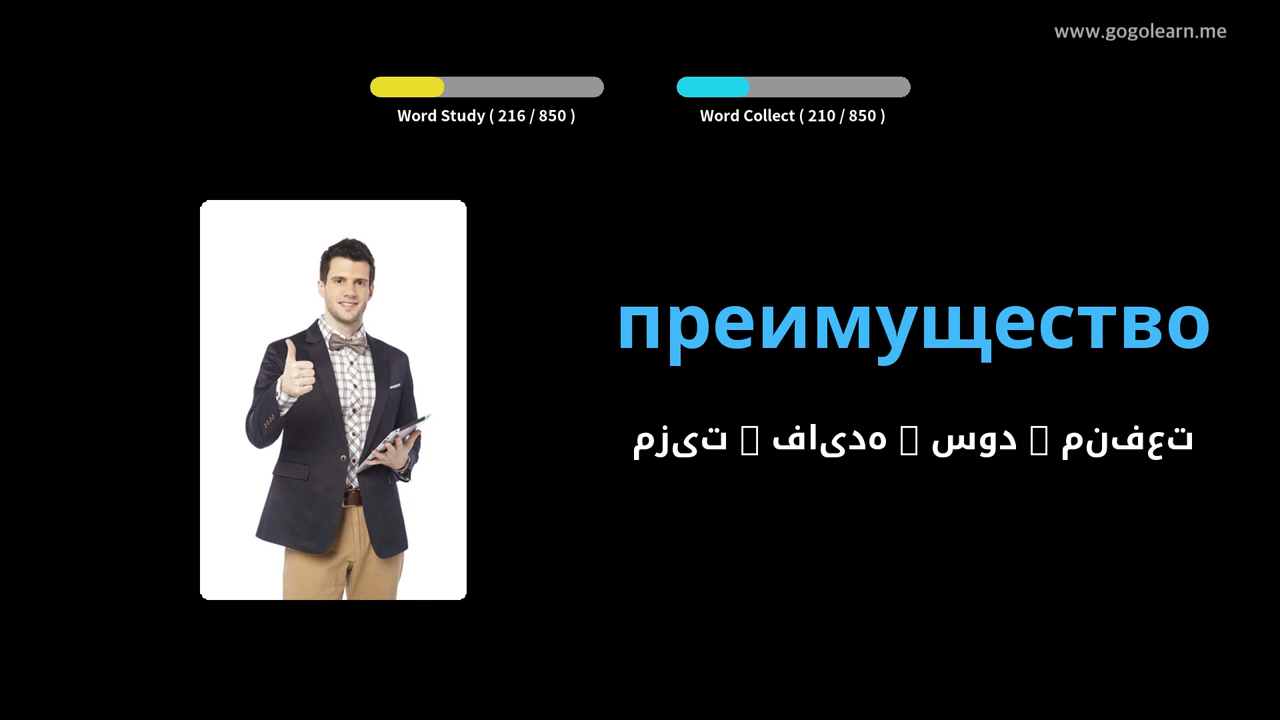 www.gogolearn.me
Word Study ( 216 / 850 )
Word Collect ( 210 / 850 )
преимущество
مزیت ▯ فایده ▯ سود ▯ منفعت